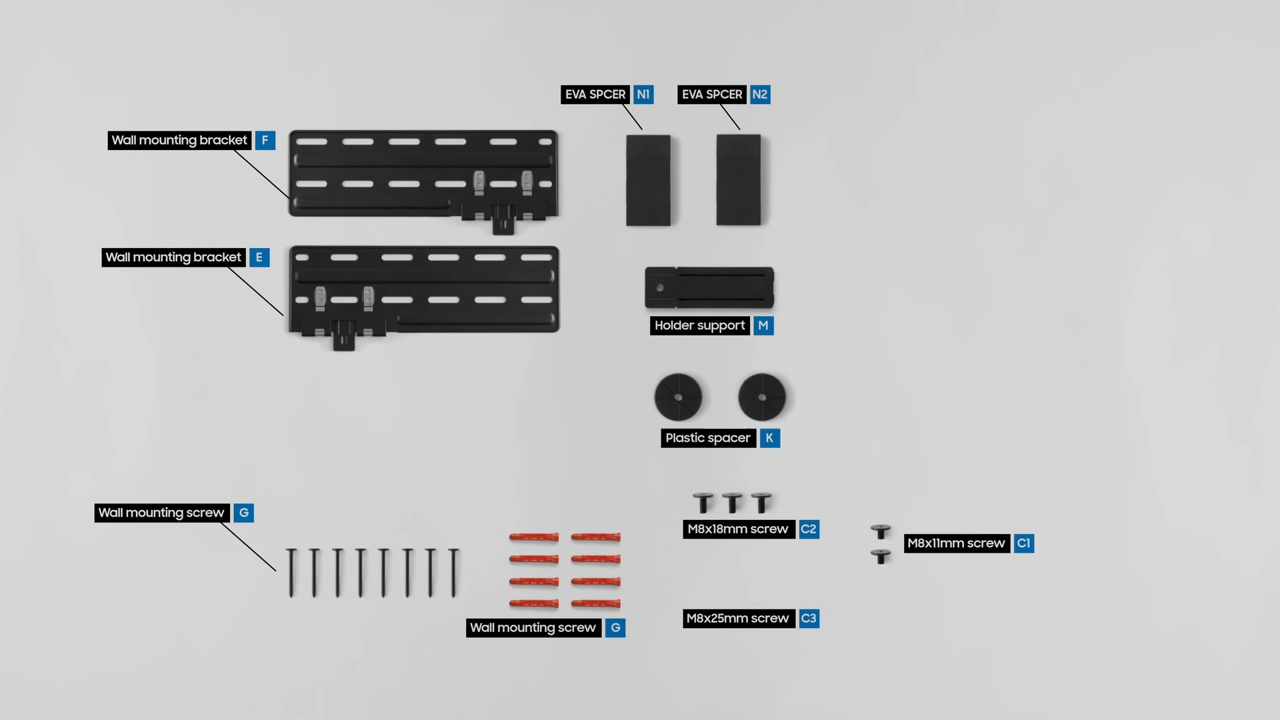 EVA SPCER N1
EVA SPCER N2
Wall mounting bracket F
Wall mounting bracket E
Holder support M
Plastic spacer K
Wall mounting screw G
M8x18mm screw C2
M8x11mm screw C1
M8x25mm screw C3
Wall mounting screw G